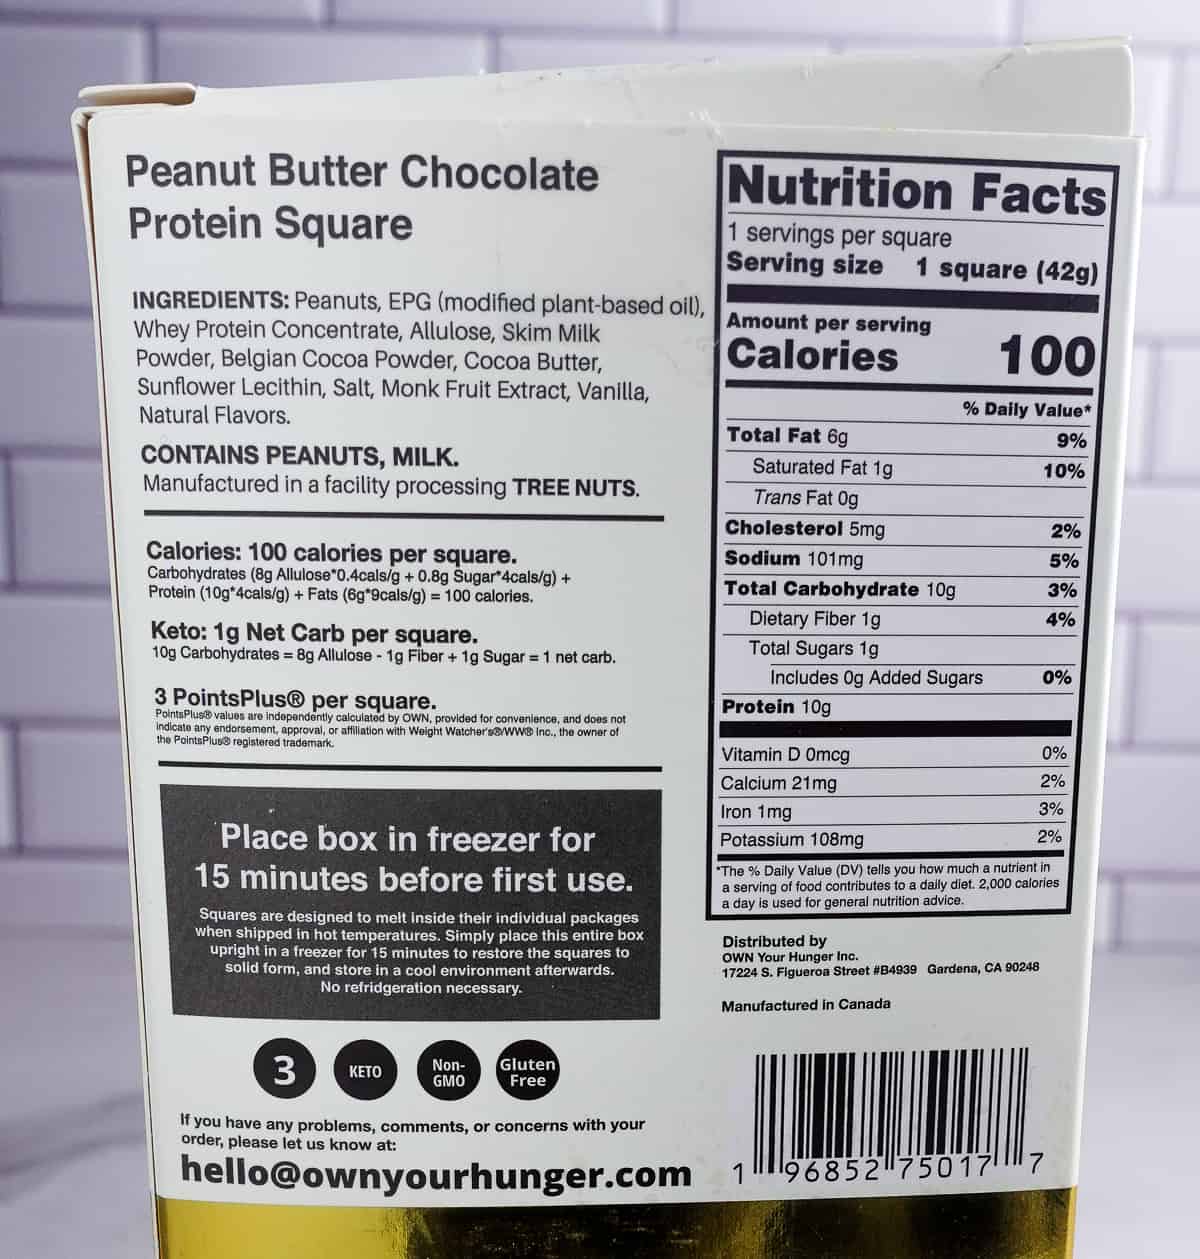 Peanut Butter Chocolate
Protein Square
INGREDIENTS: Peanuts, EPG (modified plant-based oil),
Whey Protein Concentrate, Allulose, Skim Milk
Powder, Belgian Cocoa Powder, Cocoa Butter,
Sunflower Lecithin, Salt, Monk Fruit Extract, Vanilla,
Natural Flavors.
CONTAINS PEANUTS, MILK.
Manufactured in a facility processing TREE NUTS.
Calories: 100 calories per square.
Carbohydrates (8g Allulose*0.4cals/g + 0.8g Sugar*4cals/g) +
Protein (10g*4cals/g) + Fats (6g*9cals/g) = 100 calories.
Keto: 1g Net Carb per square.
10g Carbohydrates = 8g Allulose - 1g Fiber + 1g Sugar = 1 net carb.
3 PointsPlus® per square.
PointsPlus® values are independently calculated by OWN, provided for convenience, and does not
indicate any endorsement, approval, or affiliation with Weight Watcher's®/WW® Inc., the owner of
the PointsPlus® registered trademark.
Place box in freezer for
15 minutes before first use.
Squares are designed to melt inside their individual packages
when shipped in hot temperatures. Simply place this entire box
upright in a freezer for 15 minutes to restore the squares to
solid form, and store in a cool environment afterwards.
No refridgeration necessary.
3
KETO
Non-
GMO
Gluten
Free
If you have any problems, comments, or concerns with your
order, please let us know at:
hello@ownyourhunger.com
Nutrition Facts
1 servings per square
Serving size 1 square (42g)
Amount per serving
Calories 100
% Daily Value*
Total Fat 6g 9%
Saturated Fat 1g 10%
Trans Fat 0g
Cholesterol 5mg 2%
Sodium 101mg 5%
Total Carbohydrate 10g 3%
Dietary Fiber 1g 4%
Total Sugars 1g
Includes 0g Added Sugars 0%
Protein 10g
Vitamin D 0mcg 0%
Calcium 21mg 2%
Iron 1mg 3%
Potassium 108mg 2%
*The % Daily Value (DV) tells you how much a nutrient in
a serving of food contributes to a daily diet. 2,000 calories
a day is used for general nutrition advice.
Distributed by
OWN Your Hunger Inc.
17224 S. Figueroa Street #B4939 Gardena, CA 90248
Manufactured in Canada
1 96852 75017 7